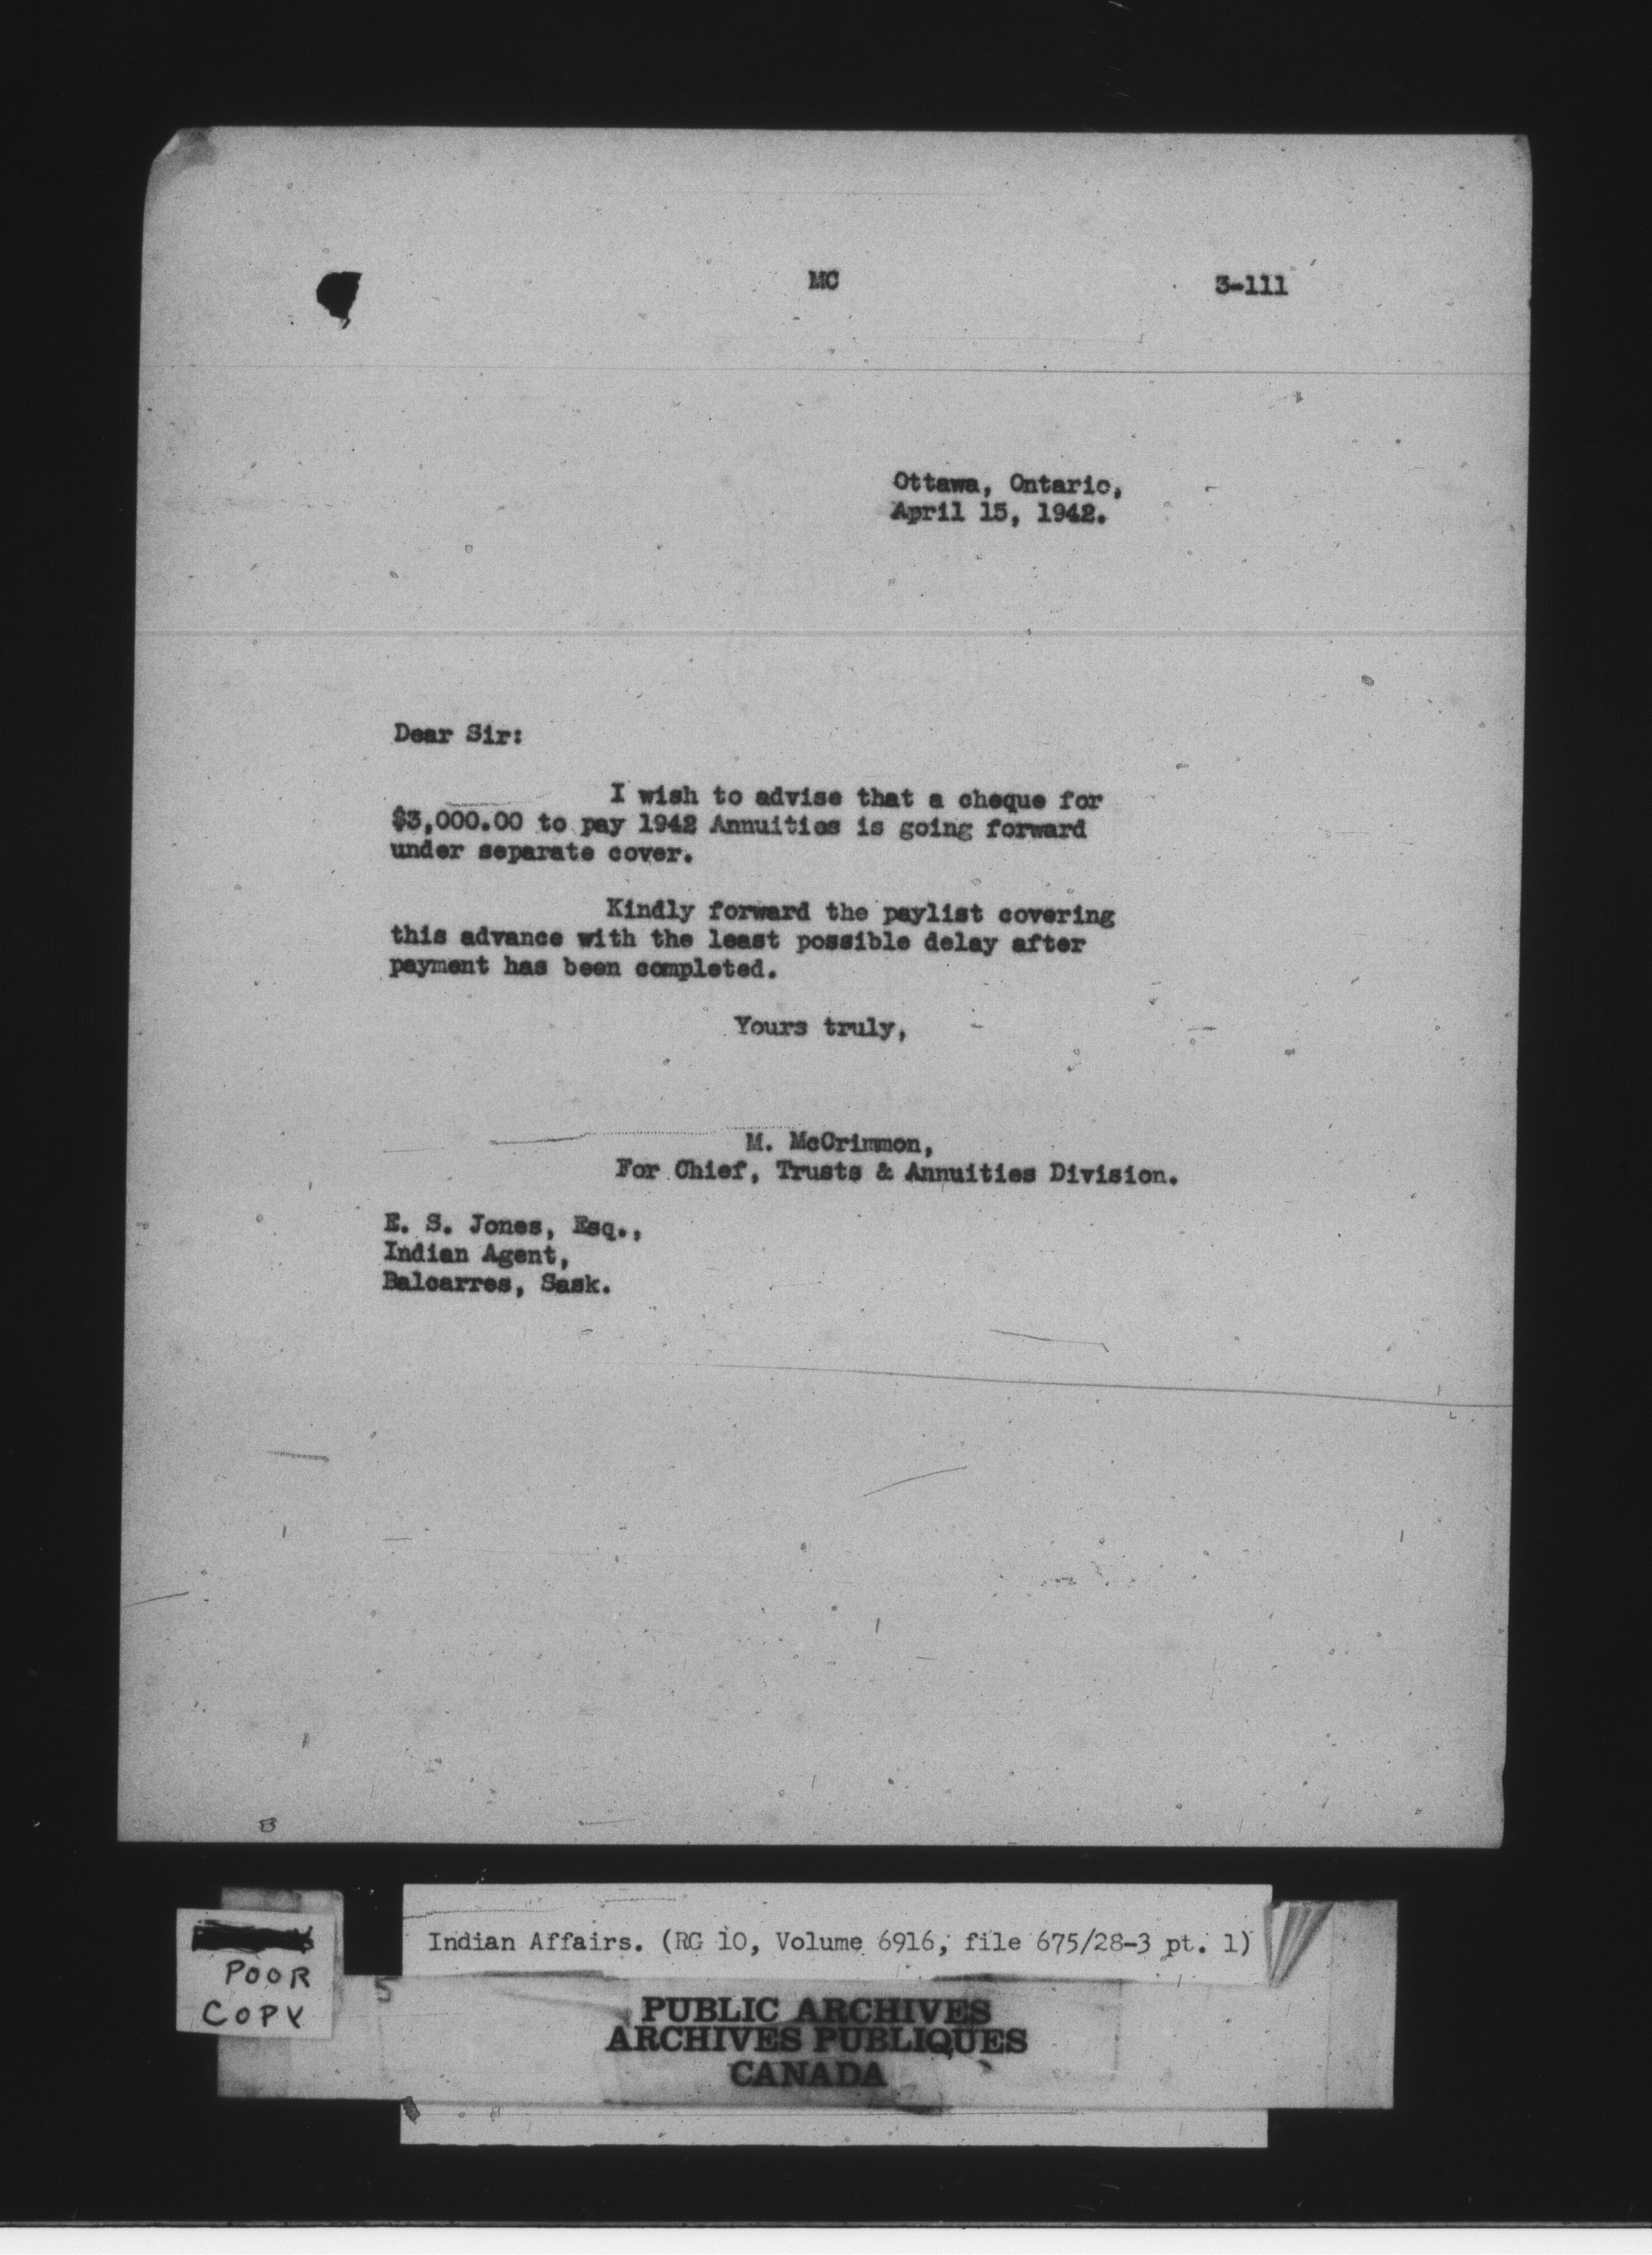 MC 3-111
Ottawa, Ontario,
April 15, 1942.
Dear Sir:
I wish to advise that a cheque for
$3,000.00 to pay 1942 Annuities is going forward
under separate cover.
Kindly forward the paylist covering
this advance with the least possible delay after
payment has been completed.
Yours truly,
M. McCrimmon,
For Chief, Trusts & Annuities Division.
E. S. Jones, Esq.,
Indian Agent,
Balcarres, Sask.
Indian Affairs. (RG 10, Volume 6916, file 675/28-3 pt. 1)
POOR
COPY
5
PUBLIC ARCHIVES
ARCHIVES PUBLIQUES
CANADA